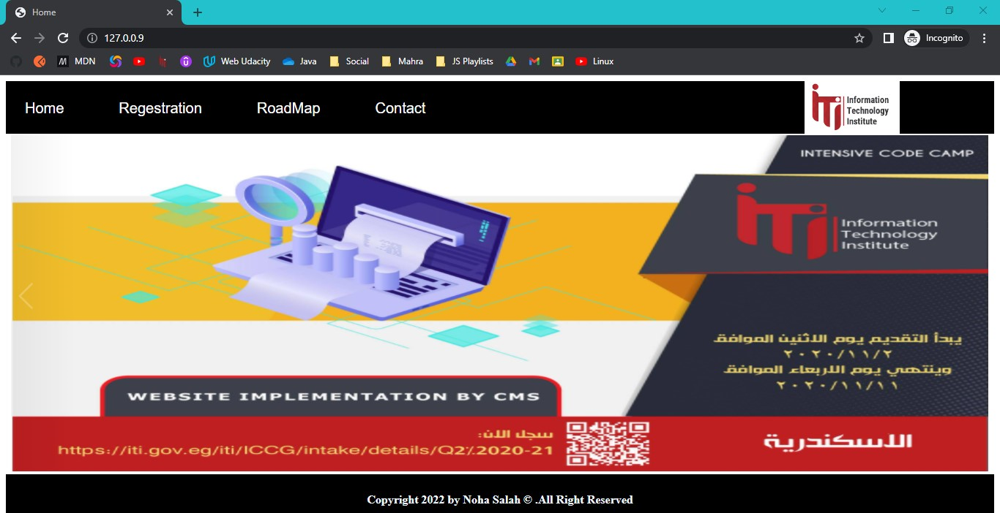 Home
127.0.0.9
Incognito
MDN
Web Udacity
Java
Social
Mahra
JS Playlists
Linux
Home
Regestration
RoadMap
Contact
iTi
Information
Technology
Institute
INTENSIVE CODE CAMP
iTi
Information
Technology
Institute
يبدأ التقديم يوم الاثنين الموافق
٢٠٢٠/١١/٢
وينتهي يوم الاربعاء الموافق
٢٠٢٠/١١/١١
WEBSITE IMPLEMENTATION BY CMS
سجل الان:
https://iti.gov.eg/iti/ICCG/intake/details/Q2٪2020-21
الاسكندرية
Copyright 2022 by Noha Salah © .All Right Reserved